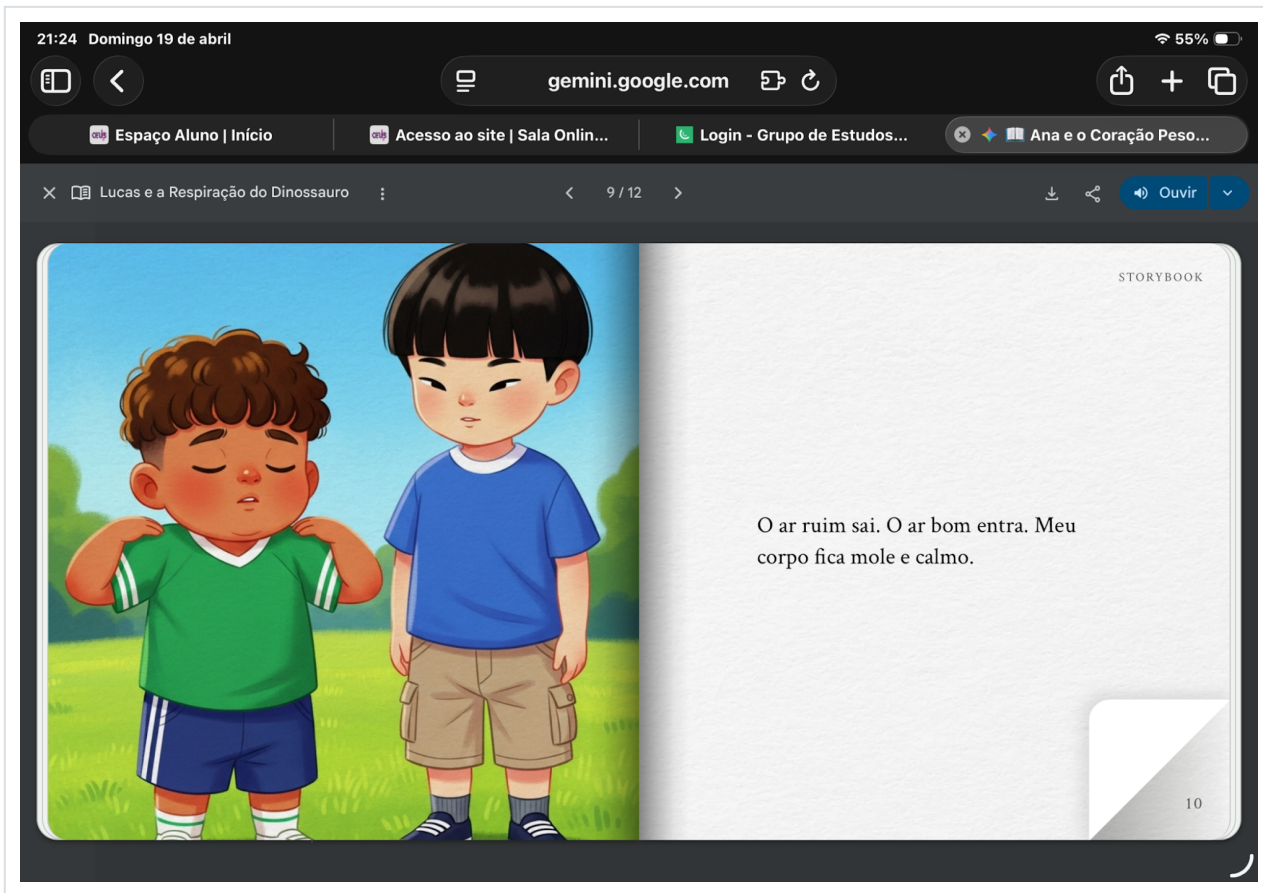 21:24 Domingo 19 de abril
55%
gemini.google.com
Espaço Aluno | Início
Acesso ao site | Sala Onlin...
Login - Grupo de Estudos...
Ana e o Coração Peso...
Lucas e a Respiração do Dinossauro
9 / 12
Ouvir
STORYBOOK
O ar ruim sai. O ar bom entra. Meu
corpo fica mole e calmo.
10